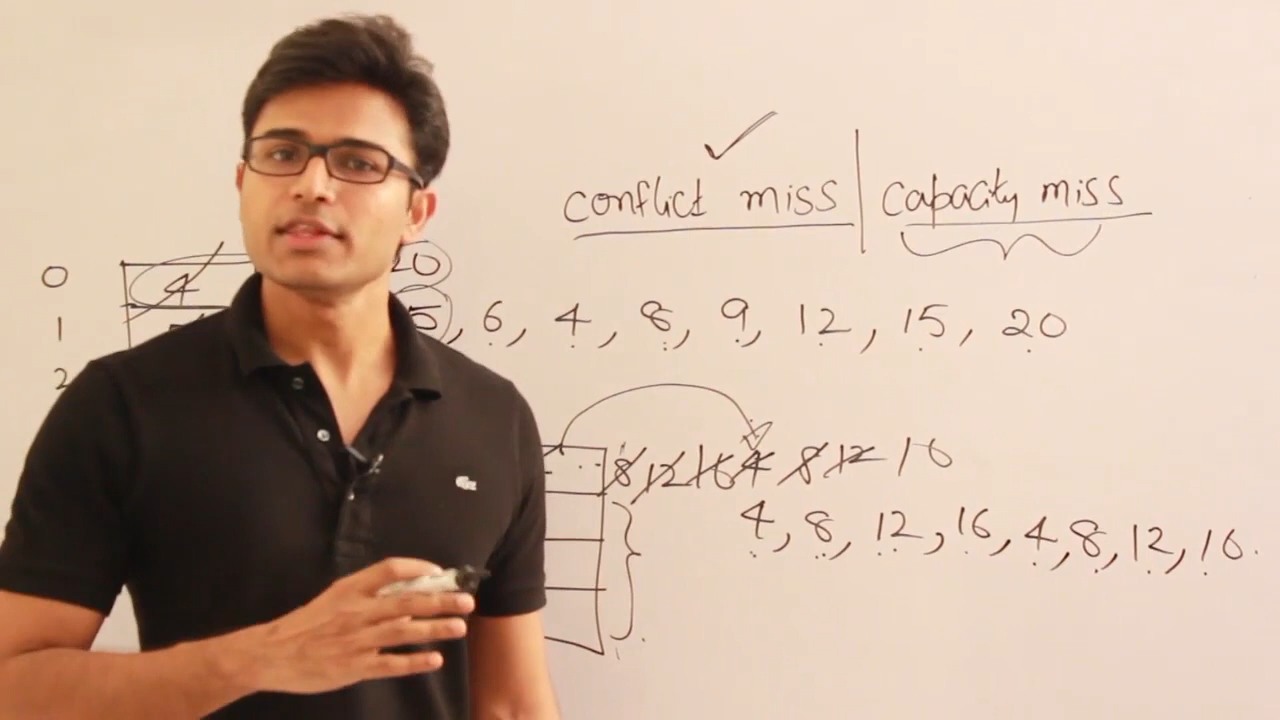 conflict miss | capacity miss
0 4 20
1 5, 6, 4, 8, 9, 12, 15, 20
2
8 12 16 4 8 12 16
4, 8, 12, 16, 4, 8, 12, 16.